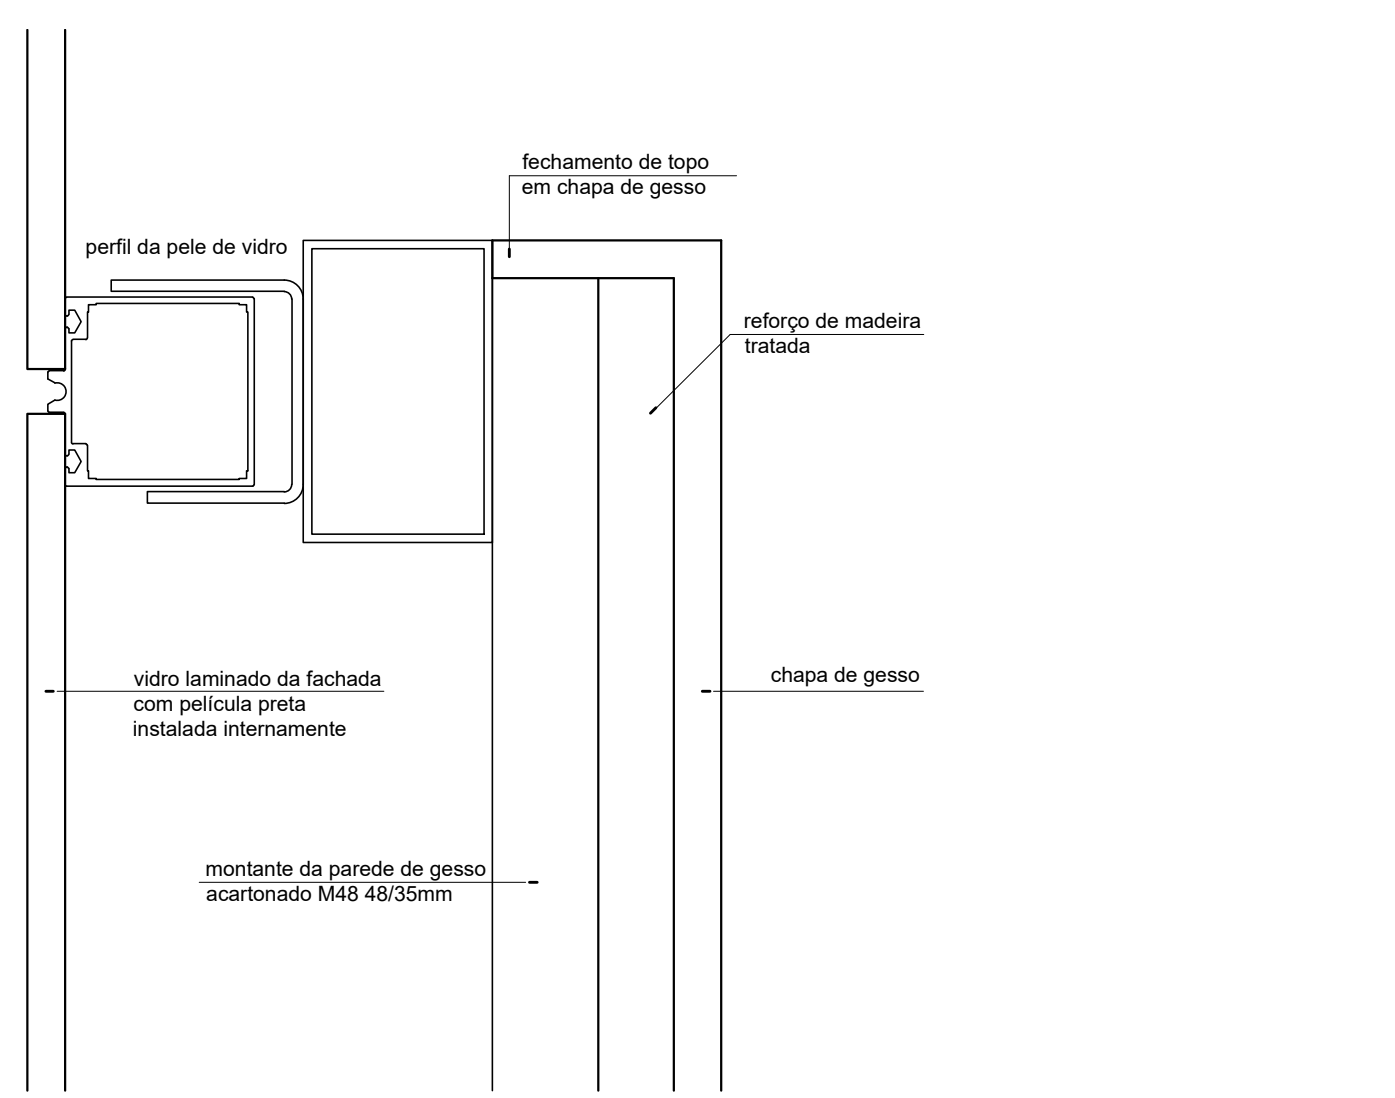 fechamento de topo
em chapa de gesso
perfil da pele de vidro
reforço de madeira
tratada
vidro laminado da fachada
com película preta
instalada internamente
chapa de gesso
montante da parede de gesso
acartonado M48 48/35mm